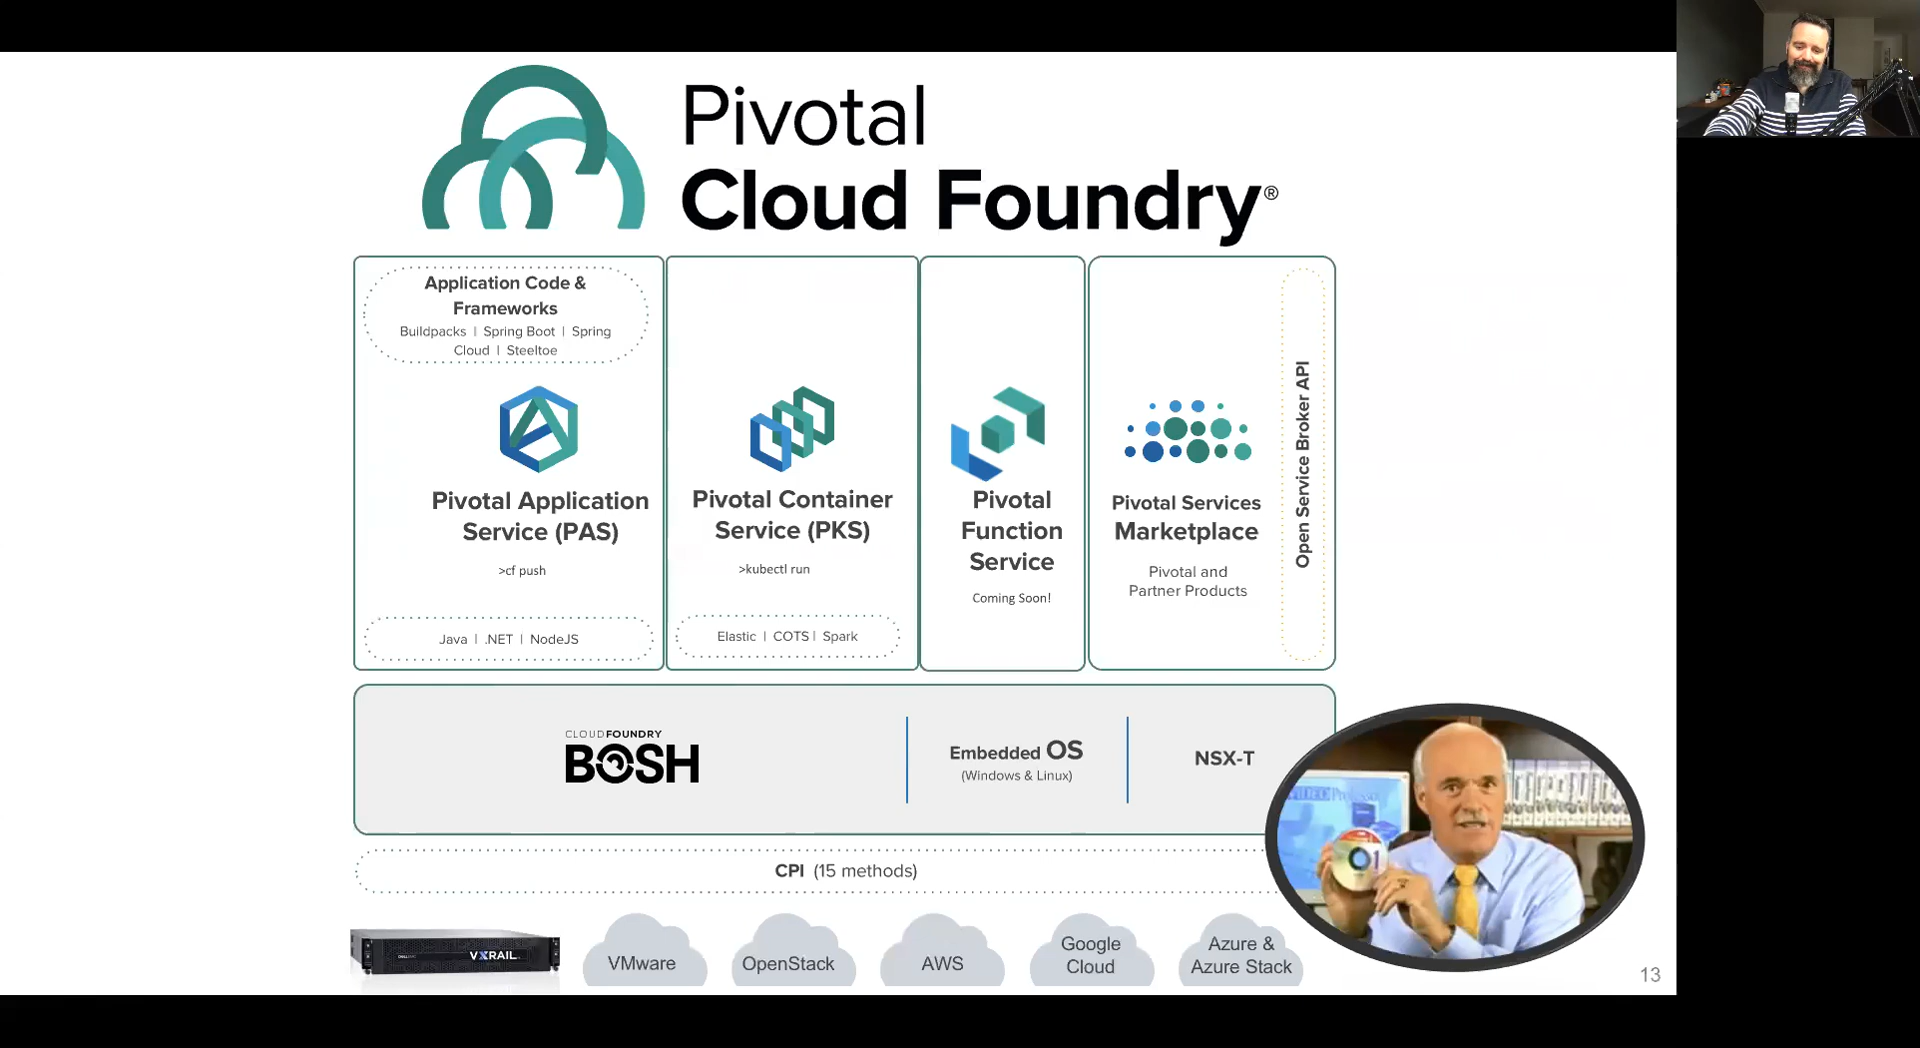 Pivotal
Cloud Foundry®
Application Code &
Frameworks
Buildpacks | Spring Boot | Spring
Cloud | Steeltoe
Pivotal Application
Service (PAS)
>cf push
Java | .NET | NodeJS
Pivotal Container
Service (PKS)
>kubectl run
Elastic | COTS | Spark
Pivotal
Function
Service
Coming Soon!
Pivotal Services
Marketplace
Pivotal and
Partner Products
Open Service Broker API
CLOUDFOUNDRY
BOSH
Embedded OS
(Windows & Linux)
NSX-T
CPI (15 methods)
VXRAIL
VMware
OpenStack
AWS
Google
Cloud
Azure &
Azure Stack
13